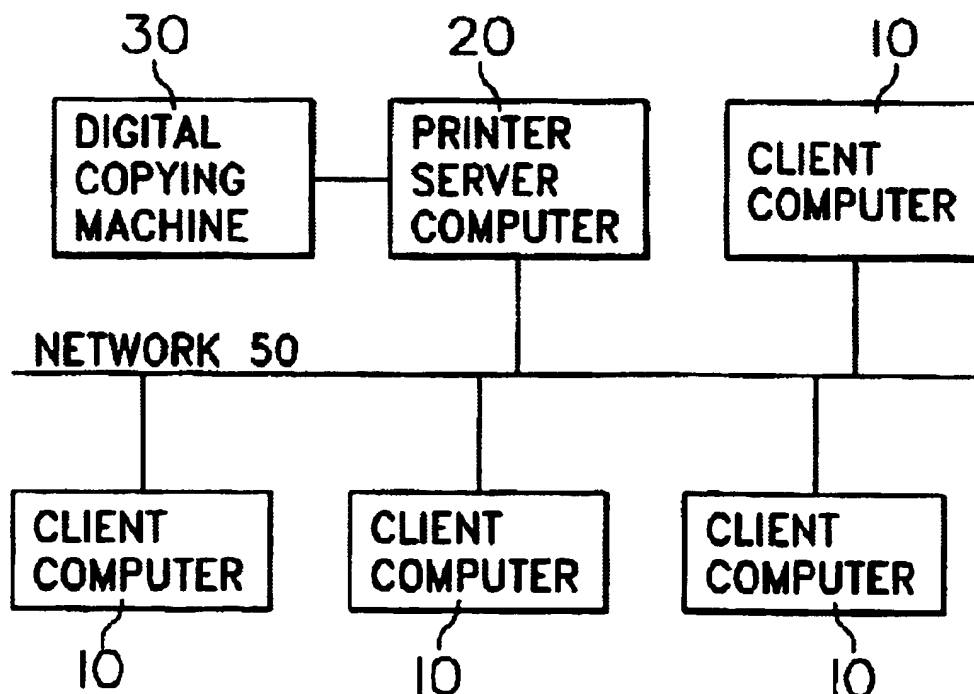 30
20
10
DIGITAL
COPYING
MACHINE
PRINTER
SERVER
COMPUTER
CLIENT
COMPUTER
NETWORK 50
CLIENT
COMPUTER
CLIENT
COMPUTER
CLIENT
COMPUTER
10
10
10